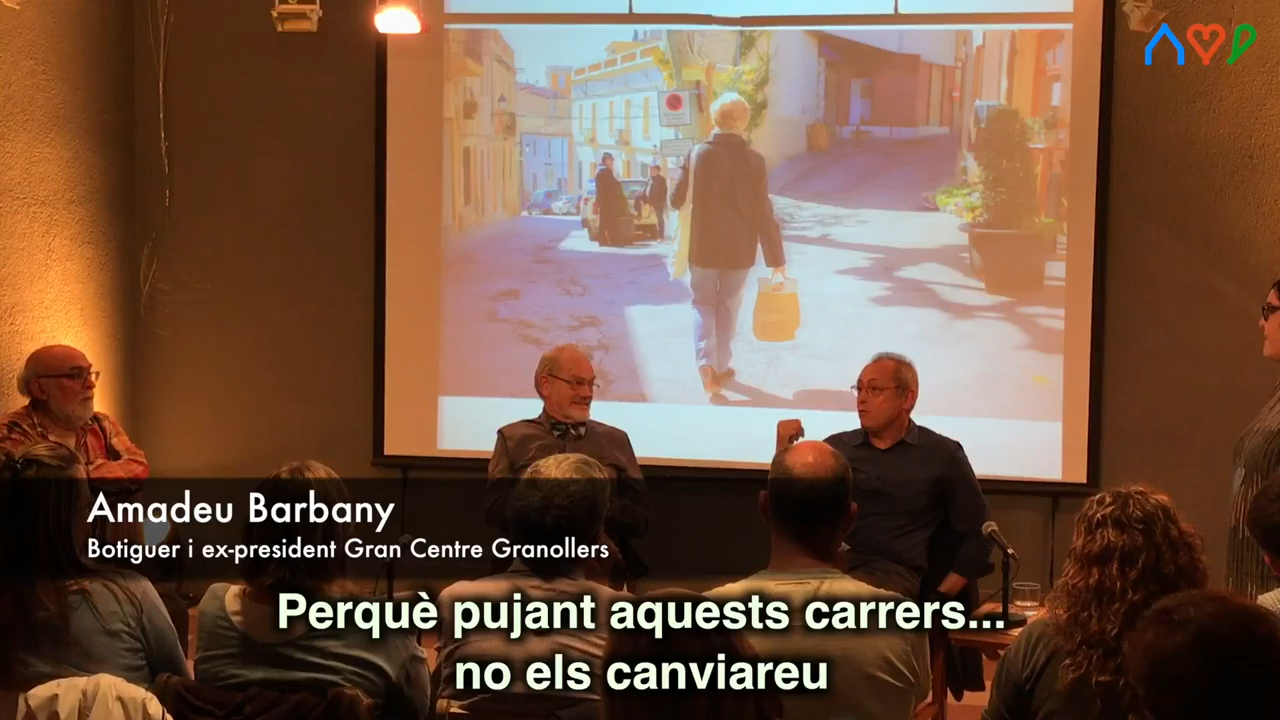 Amadeu Barbany
Botiguer i ex-president Gran Centre Granollers
Perquè pujant aquests carrers...
no els canviareu